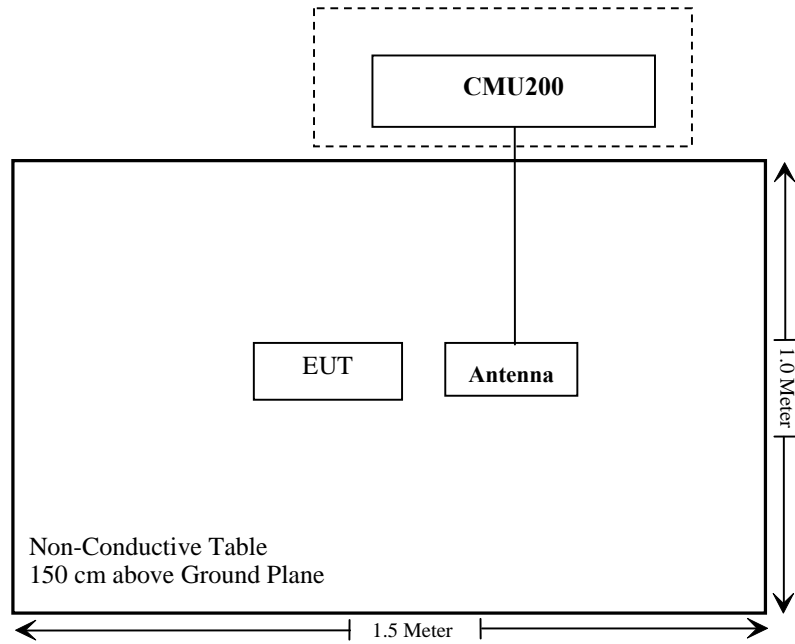 CMU200
EUT
Antenna
1.0 Meter
Non-Conductive Table
150 cm above Ground Plane
1.5 Meter